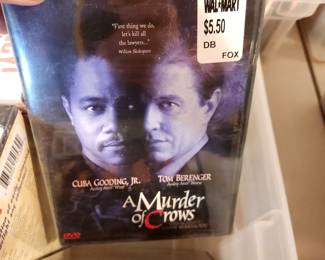 WAL★MART
$5.50
DB
FOX
"First thing we do,
let's kill all
the lawyers..."
William Shakespeare
CUBA GOODING, JR.
TOM BERENGER
A MURDER
OF CROWS
DVD